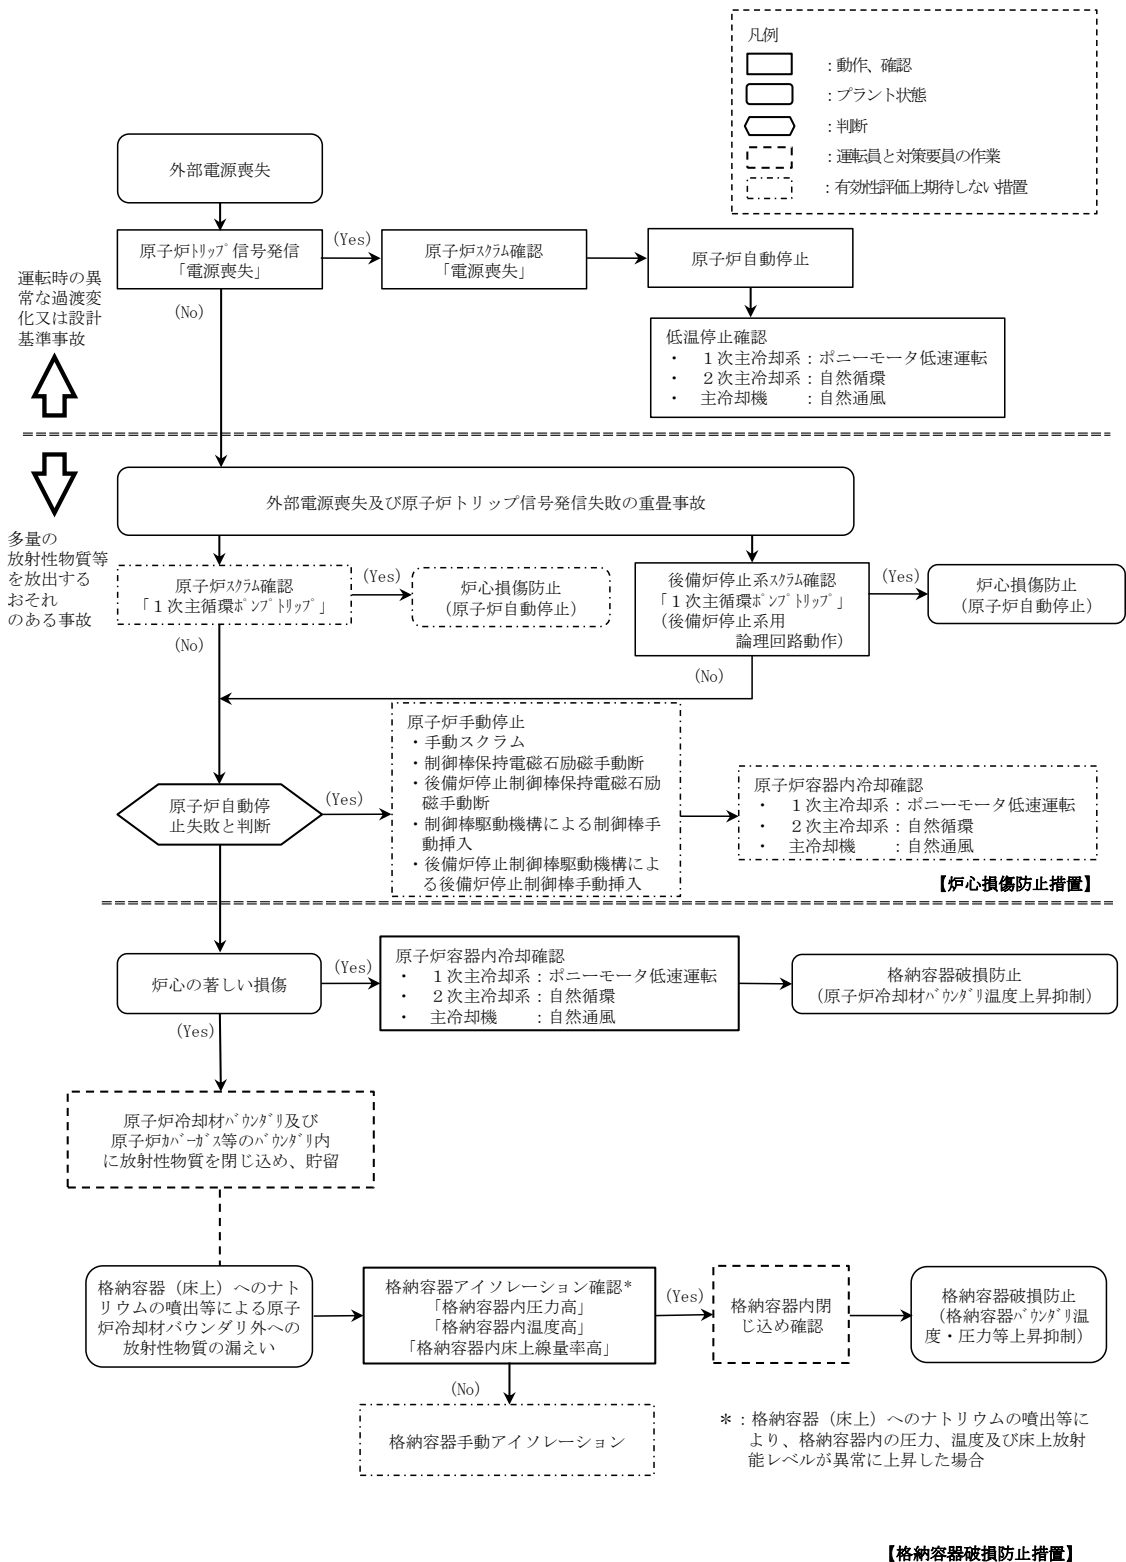 凡例
：動作、確認
：プラント状態
：判断
：運転員と対策要員の作業
：有効性評価上期待しない措置
外部電源喪失
原子炉ﾄﾘｯﾌﾟ信号発信
「電源喪失」
(Yes)
原子炉ｽｸﾗﾑ確認
「電源喪失」
原子炉自動停止
(No)
運転時の異
常な過渡変
化又は設計
基準事故
低温停止確認
・　１次主冷却系：ポニーモータ低速運転
・　２次主冷却系：自然循環
・　主冷却機　　：自然通風
外部電源喪失及び原子炉トリップ信号発信失敗の重畳事故
多量の
放射性物質等
を放出する
おそれ
のある事故
原子炉ｽｸﾗﾑ確認
「１次主循環ﾎﾟﾝﾌﾟﾄﾘｯﾌﾟ」
(Yes)
炉心損傷防止
（原子炉自動停止）
後備炉停止系ｽｸﾗﾑ確認
「１次主循環ﾎﾟﾝﾌﾟﾄﾘｯﾌﾟ」
（後備炉停止系用
論理回路動作）
(Yes)
炉心損傷防止
（原子炉自動停止）
(No)
(No)
原子炉自動停
止失敗と判断
(Yes)
原子炉手動停止
・手動スクラム
・制御棒保持電磁石励磁手動断
・後備炉停止制御棒保持電磁石励
磁手動断
・制御棒駆動機構による制御棒手
動挿入
・後備炉停止制御棒駆動機構によ
る後備炉停止制御棒手動挿入
原子炉容器内冷却確認
・　１次主冷却系：ポニーモータ低速運転
・　２次主冷却系：自然循環
・　主冷却機　　：自然通風
【炉心損傷防止措置】
炉心の著しい損傷
(Yes)
原子炉容器内冷却確認
・　１次主冷却系：ポニーモータ低速運転
・　２次主冷却系：自然循環
・　主冷却機　　：自然通風
格納容器破損防止
（原子炉冷却材ﾊﾞｳﾝﾀﾞﾘ温度上昇抑制）
(Yes)
原子炉冷却材ﾊﾞｳﾝﾀﾞﾘ及び
原子炉ｶﾊﾞｰｶﾞｽ等のﾊﾞｳﾝﾀﾞﾘ内
に放射性物質を閉じ込め、貯留
格納容器（床上）へのナト
リウムの噴出等による原子
炉冷却材バウンダリ外への
放射性物質の漏えい
格納容器アイソレーション確認*
「格納容器内圧力高」
「格納容器内温度高」
「格納容器内床上線量率高」
(Yes)
格納容器内閉
じ込め確認
格納容器破損防止
（格納容器ﾊﾞｳﾝﾀﾞﾘ温
度・圧力等上昇抑制）
(No)
格納容器手動アイソレーション
＊：格納容器（床上）へのナトリウムの噴出等に
より、格納容器内の圧力、温度及び床上放射
能レベルが異常に上昇した場合
【格納容器破損防止措置】